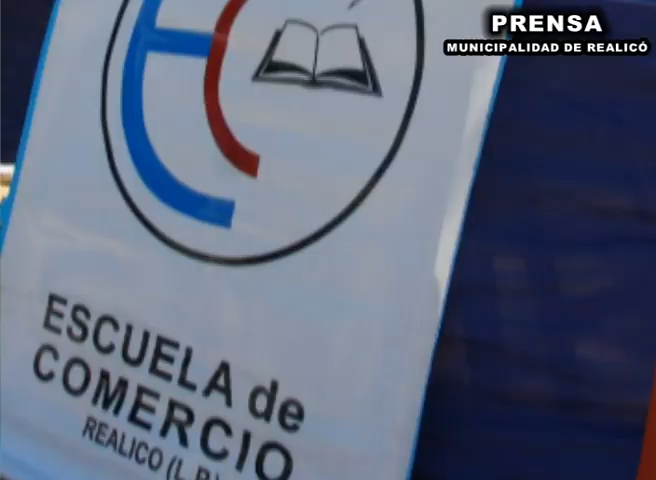 PRENSA
MUNICIPALIDAD DE REALICÓ
EC
ESCUELA de
COMERCIO
REALICO (L.P.)